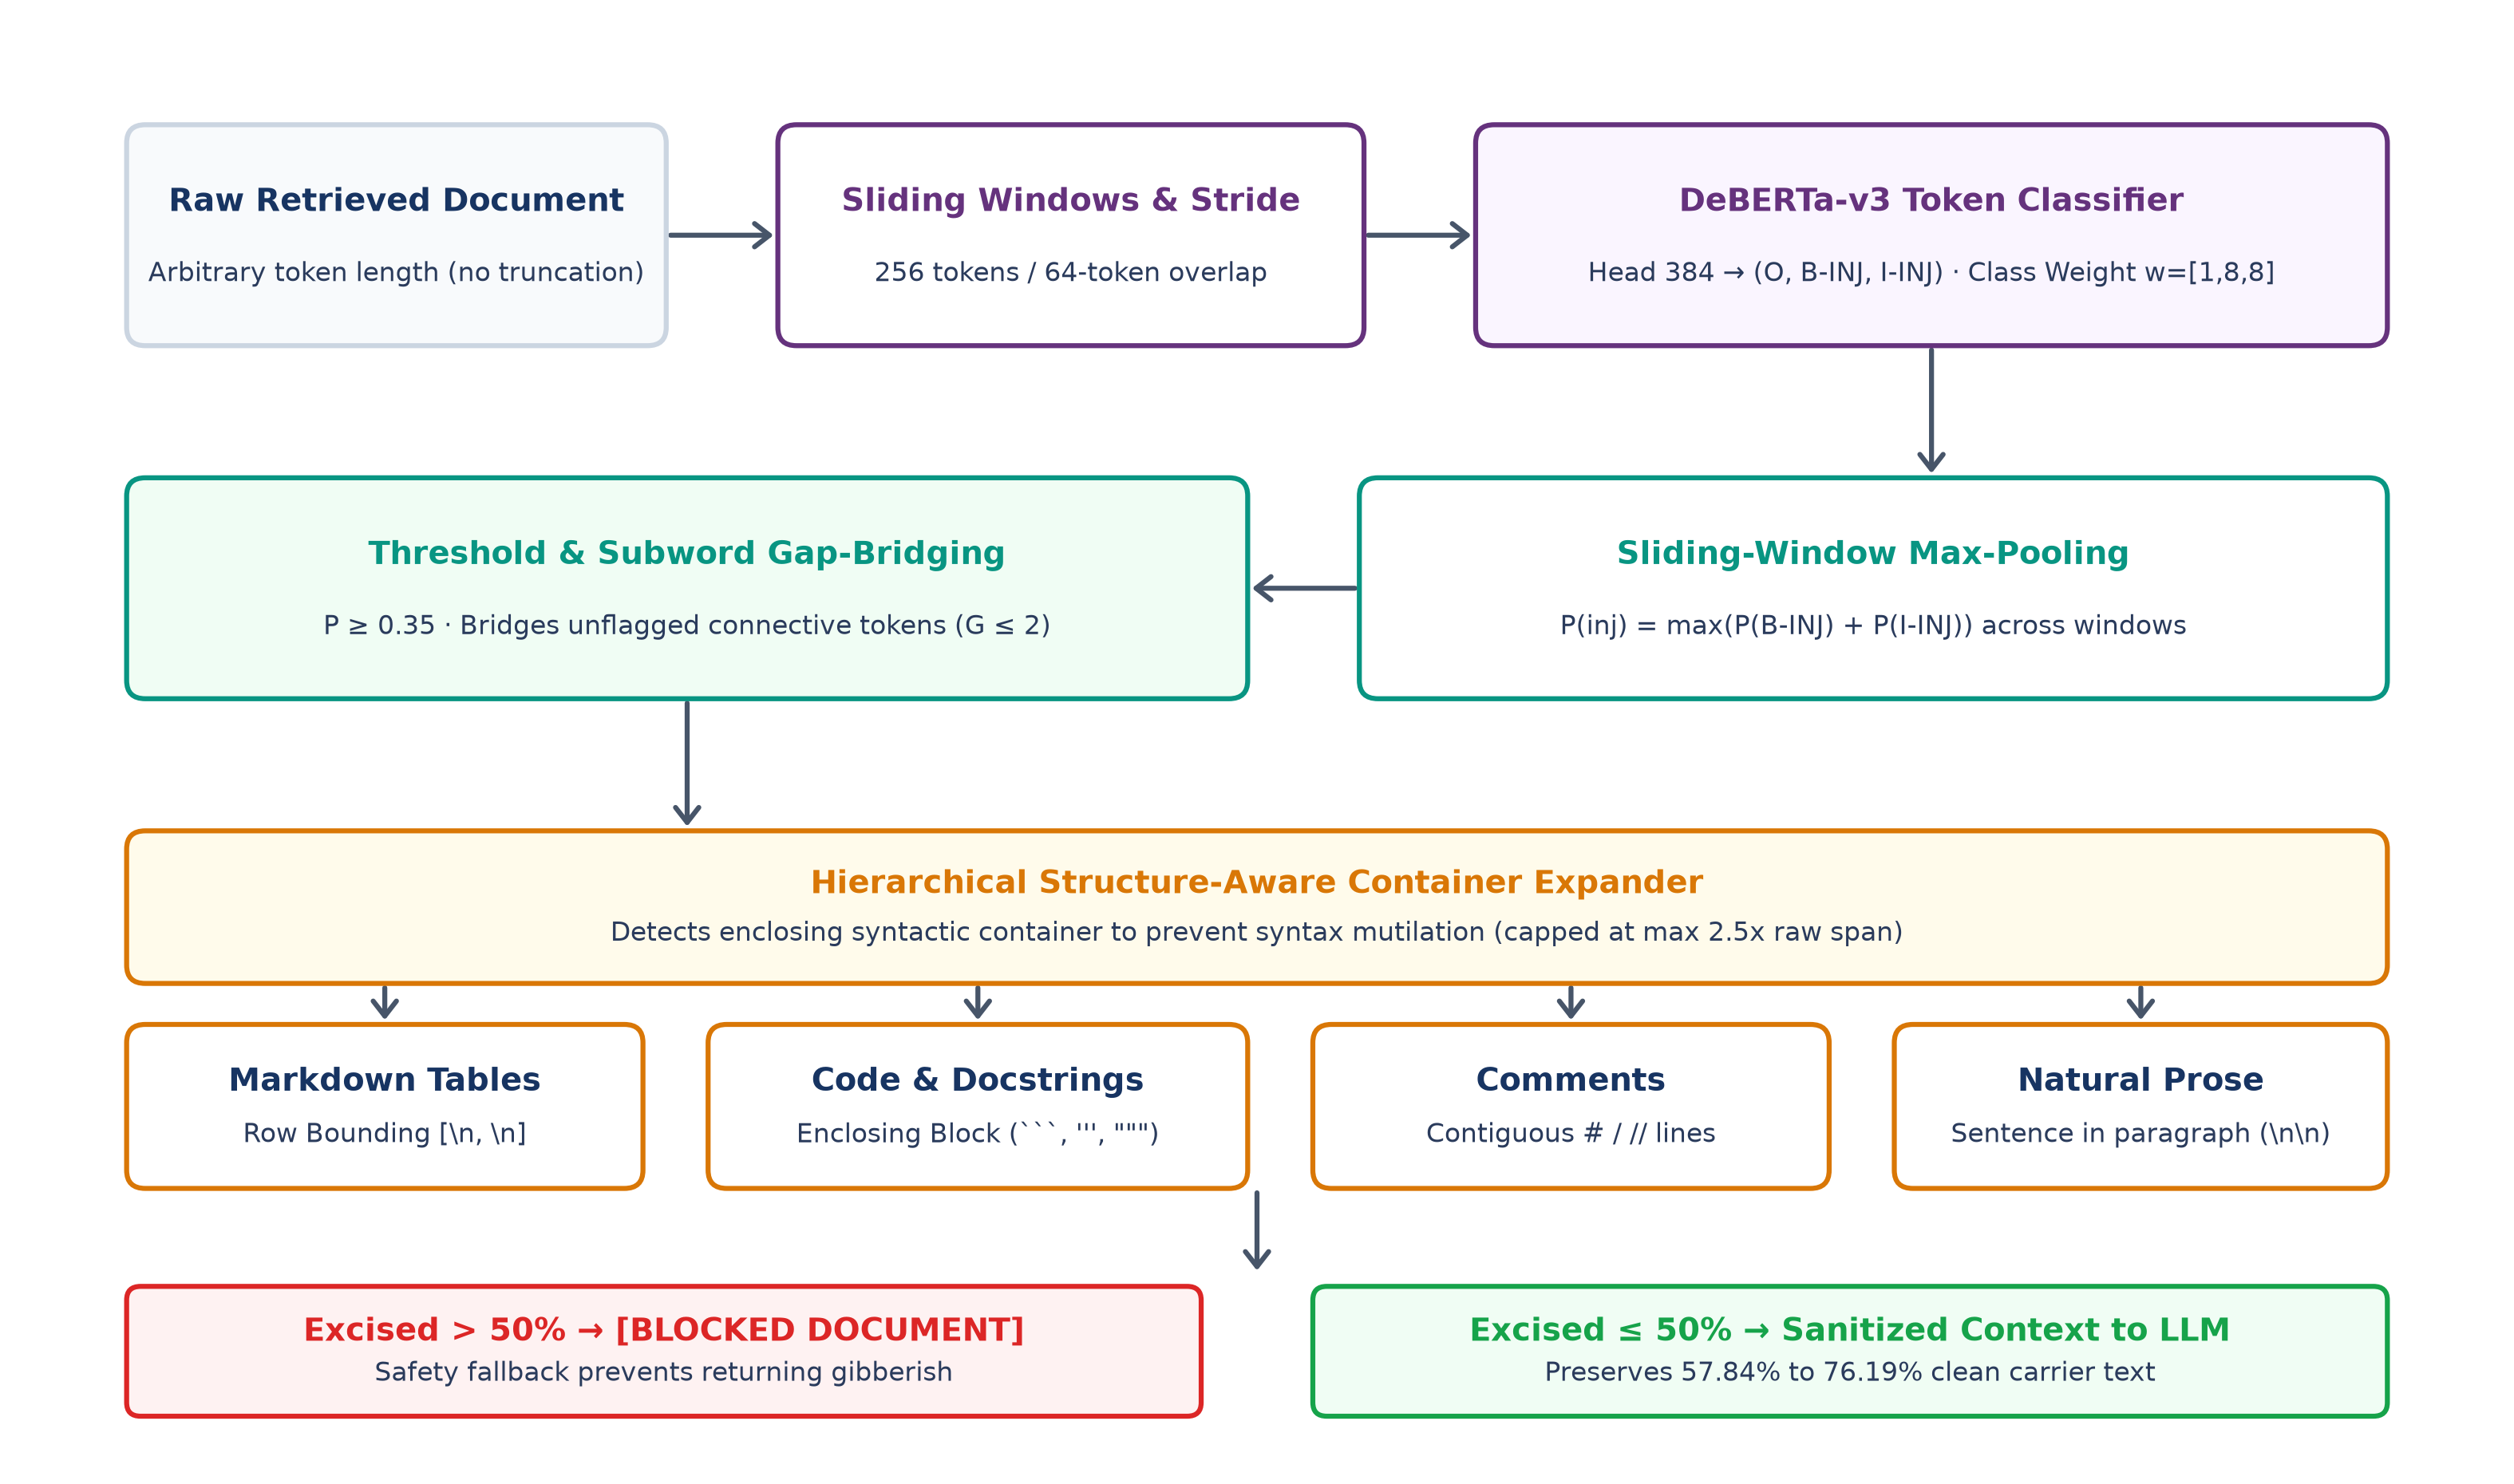 Raw Retrieved Document
Arbitrary token length (no truncation)
Sliding Windows & Stride
256 tokens / 64-token overlap
DeBERTa-v3 Token Classifier
Head 384 → (O, B-INJ, I-INJ) · Class Weight w=[1,8,8]
Threshold & Subword Gap-Bridging
P ≥ 0.35 · Bridges unflagged connective tokens (G ≤ 2)
Sliding-Window Max-Pooling
P(inj) = max(P(B-INJ) + P(I-INJ)) across windows
Hierarchical Structure-Aware Container Expander
Detects enclosing syntactic container to prevent syntax mutilation (capped at max 2.5x raw span)
Markdown Tables
Row Bounding [\n, \n]
Code & Docstrings
Enclosing Block (```, ''', """)
Comments
Contiguous # / // lines
Natural Prose
Sentence in paragraph (\n\n)
Excised > 50% → [BLOCKED DOCUMENT]
Safety fallback prevents returning gibberish
Excised ≤ 50% → Sanitized Context to LLM
Preserves 57.84% to 76.19% clean carrier text